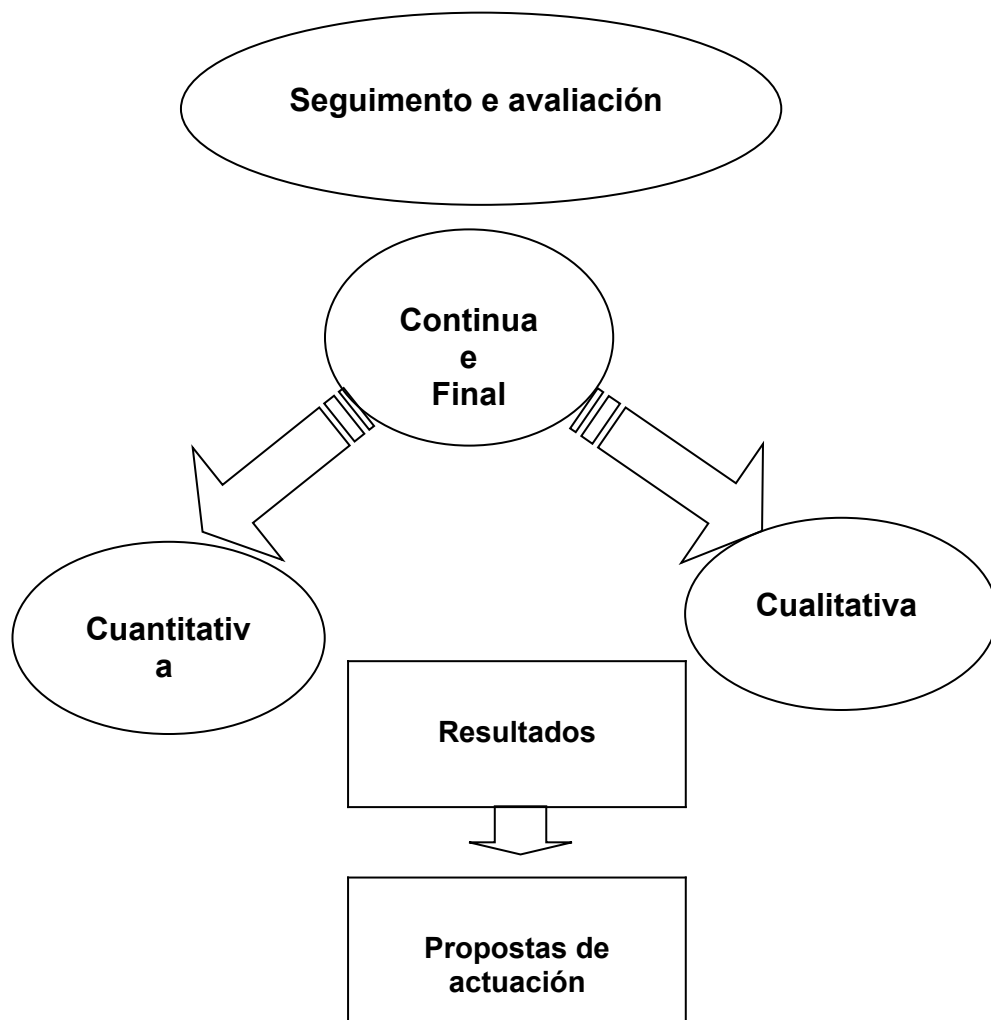 Seguimento e avaliación
Continua
e
Final
Cuantitativ
a
Cualitativa
Resultados
Propostas de
actuación